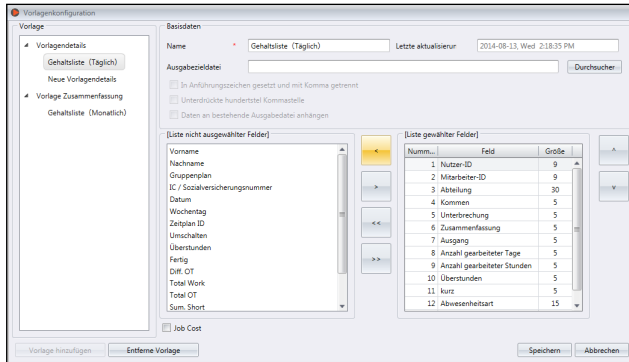 Vorlagenkonfiguration
Vorlage
Vorlagendetails
Gehaltsliste (Täglich)
Neue Vorlagendetails
Vorlage Zusammenfassung
Gehaltsliste (Monatlich)
Basisdaten
Name * Gehaltsliste (Täglich) Letzte aktualisierur 2014-08-13, Wed 2:18:35 PM
Ausgabezieldatei Durchsucher
In Anführungszeichen gesetzt und mit Komma getrennt
Unterdrückte hundertstel Kommastelle
Daten an bestehende Ausgabedatei anhängen
[Liste nicht ausgewählter Felder]
Vorname
Nachname
Gruppenplan
IC / Sozialversicherungsnummer
Datum
Wochentag
Zeitplan ID
Umschalten
Überstunden
Fertig
Diff. OT
Total Work
Total OT
Sum. Short
<
>
<<
>>
[Liste gewählter Felder]
Numm... Feld Größe
1 Nutzer-ID 9
2 Mitarbeiter-ID 9
3 Abteilung 30
4 Kommen 5
5 Unterbrechung 5
6 Zusammenfassung 5
7 Ausgang 5
8 Anzahl gearbeiteter Tage 5
9 Anzahl gearbeiteter Stunden 5
10 Überstunden 5
11 kurz 5
12 Abwesenheitsart 15
˄
˅
Job Cost
Vorlage hinzufügen Entferne Vorlage Speichern Abbrechen